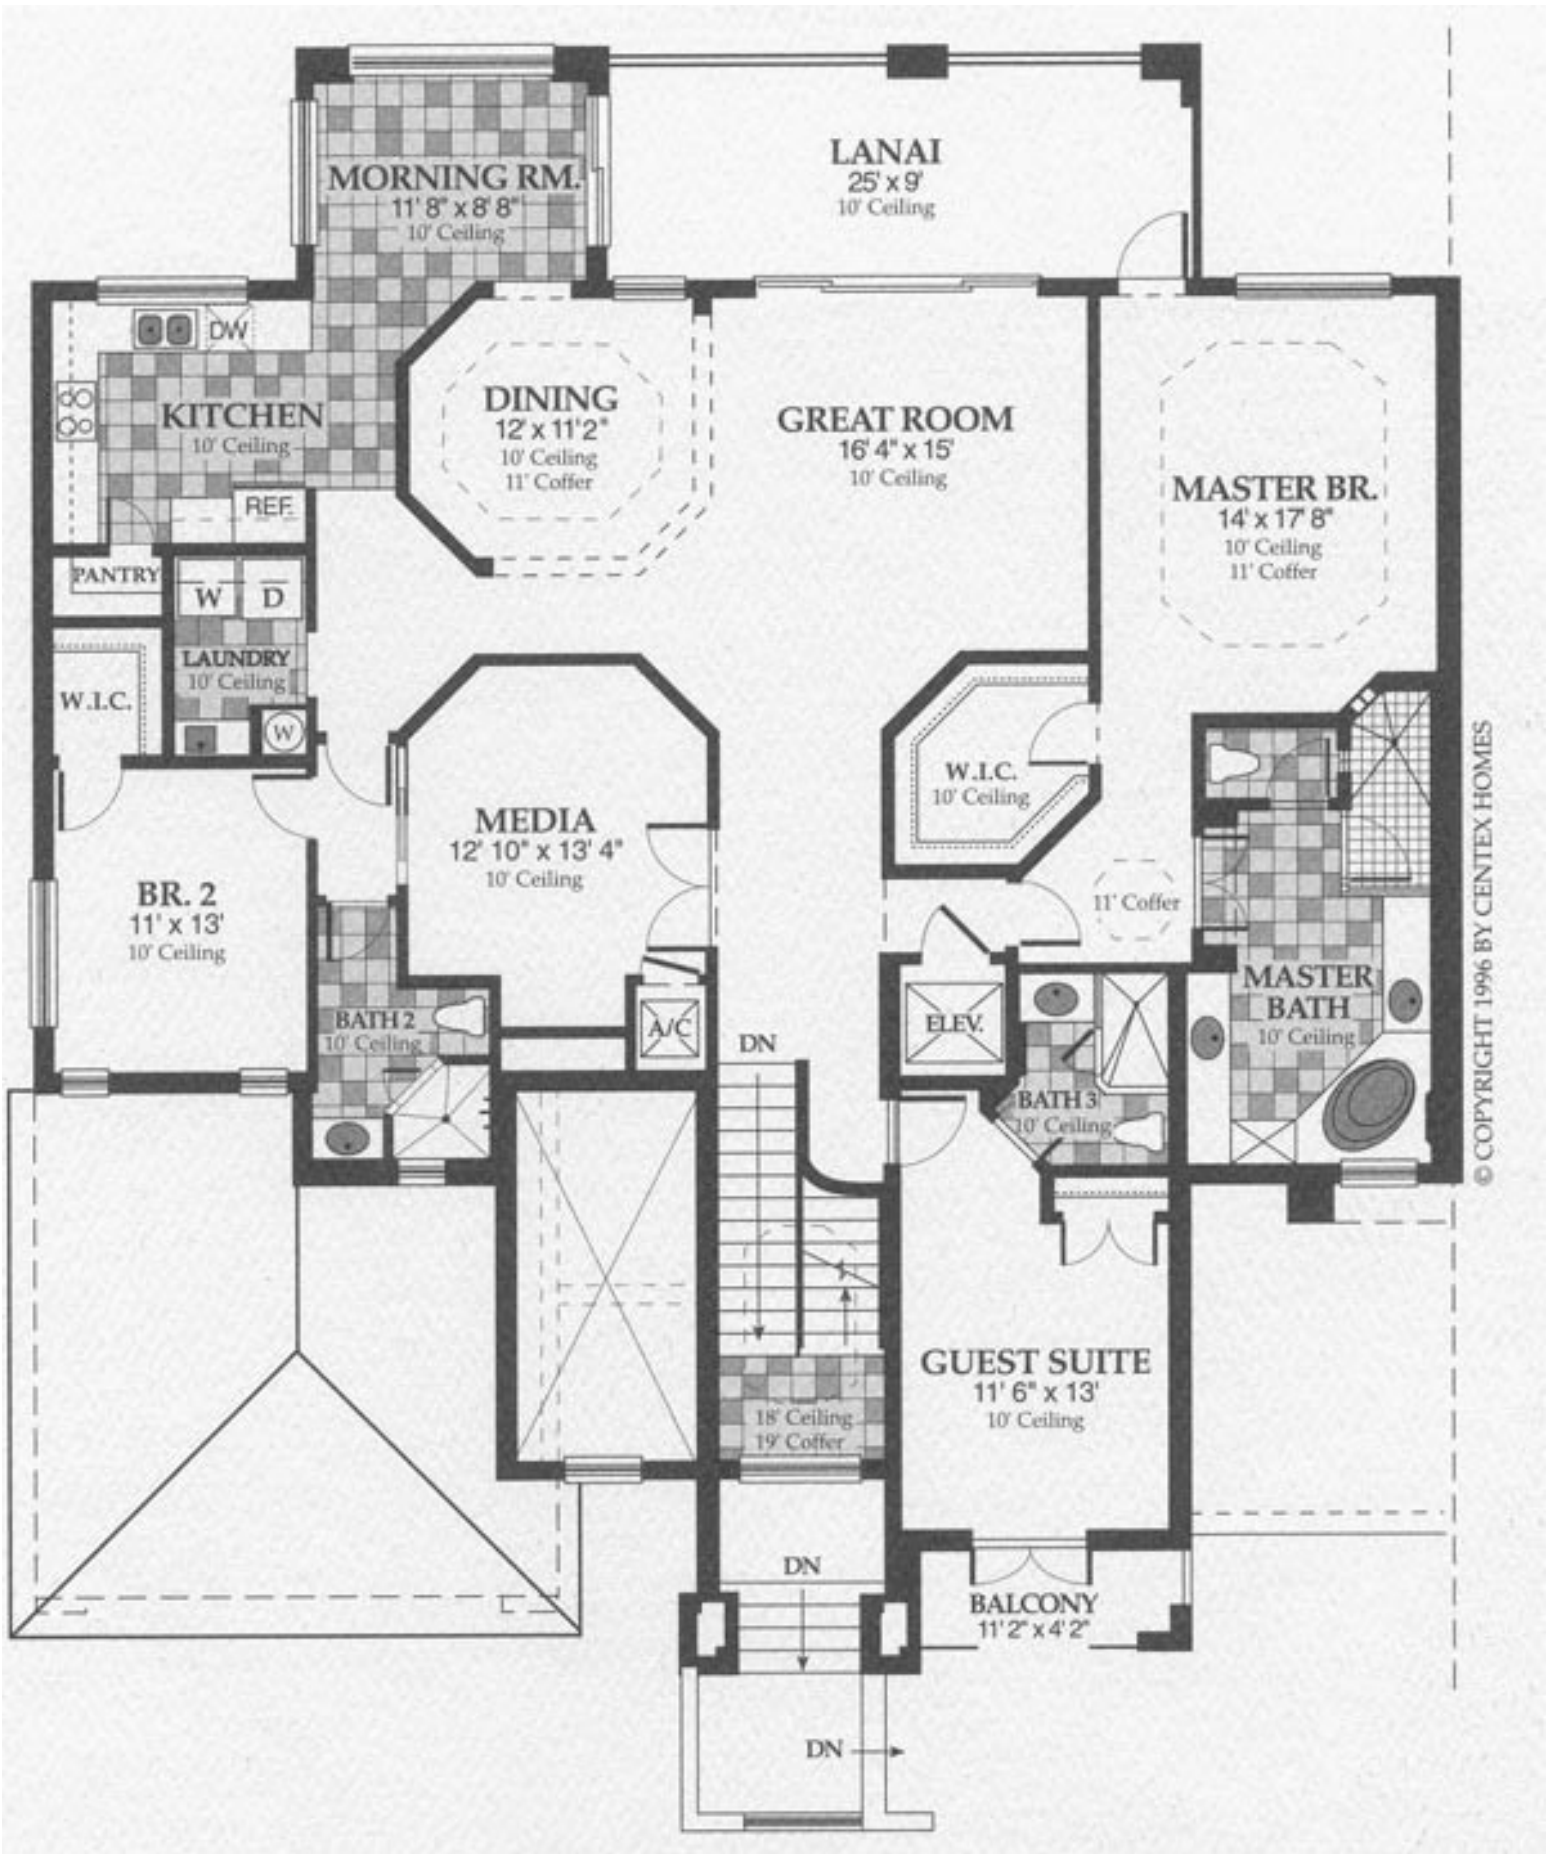 LANAI
25' x 9'
10' Ceiling
MORNING RM.
11' 8" x 8' 8"
10' Ceiling
DW
KITCHEN
10' Ceiling
REF.
DINING
12' x 11'2"
10' Ceiling
11' Coffer
GREAT ROOM
16' 4" x 15'
10' Ceiling
MASTER BR.
14' x 17' 8"
10' Ceiling
11' Coffer
PANTRY
W
D
LAUNDRY
10' Ceiling
W.I.C.
W
W.I.C.
10' Ceiling
MEDIA
12' 10" x 13' 4"
10' Ceiling
BR. 2
11' x 13'
10' Ceiling
11' Coffer
MASTER
BATH
10' Ceiling
BATH 2
10' Ceiling
A/C
DN
ELEV.
BATH 3
10' Ceiling
GUEST SUITE
11' 6" x 13'
10' Ceiling
18' Ceiling
19' Coffer
DN
BALCONY
11' 2" x 4' 2"
DN
© COPYRIGHT 1996 BY CENTEX HOMES